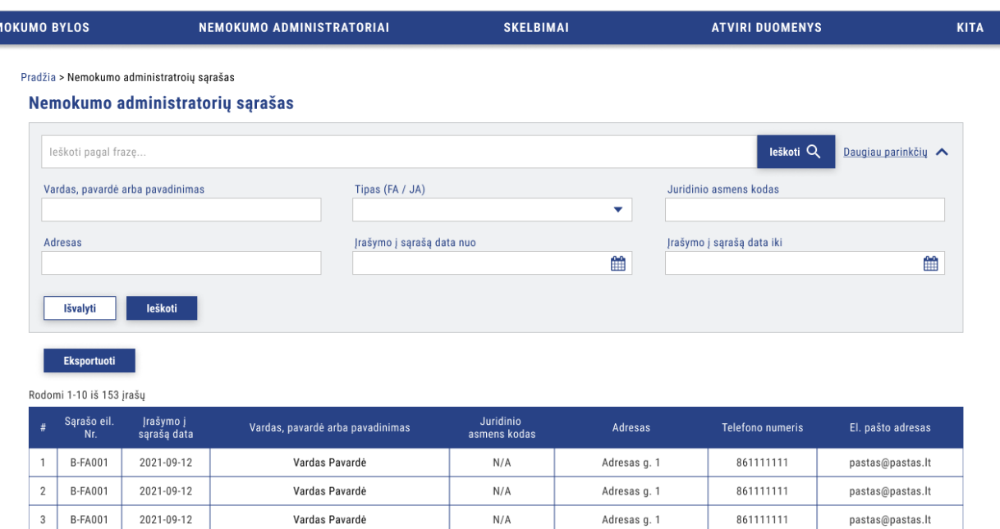 NEMOKUMO ADMINISTRATORIAI SKELBIMAI ATVIRI DUOMENYS KITA
Pradžia > Nemokumo administratroių sąrašas
Nemokumo administratorių sąrašas
Ieškoti pagal frazę... Ieškoti Daugiau parinkčių
Vardas, pavardė arba pavadinimas Tipas (FA / JA) Juridinio asmens kodas
Adresas Įrašymo į sąrašą data nuo Įrašymo į sąrašą data iki
Išvalyti Ieškoti
Eksportuoti
Rodomi 1-10 iš 153 įrašų
# Sąrašo eil. Nr. Įrašymo į sąrašą data Vardas, pavardė arba pavadinimas Juridinio asmens kodas Adresas Telefono numeris El. pašto adresas
1 B-FA001 2021-09-12 Vardas Pavardė N/A Adresas g. 1 861111111 pastas@pastas.lt
2 B-FA001 2021-09-12 Vardas Pavardė N/A Adresas g. 1 861111111 pastas@pastas.lt
3 B-FA001 2021-09-12 Vardas Pavardė N/A Adresas g. 1 861111111 pastas@pastas.lt